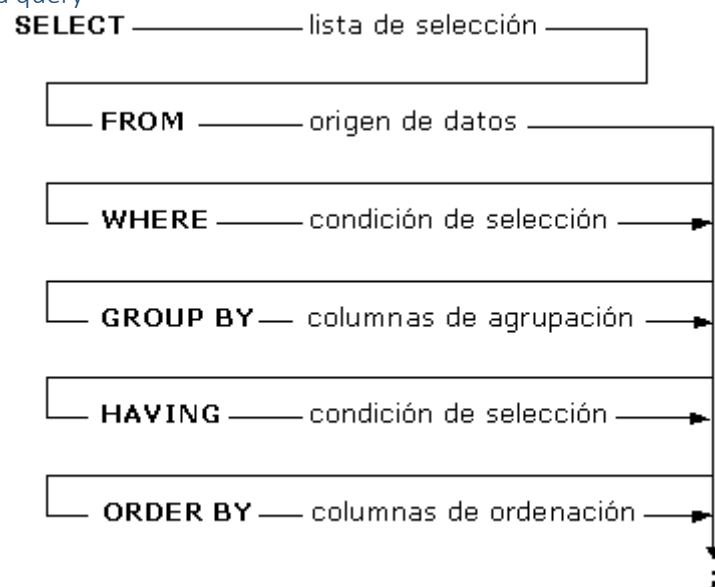 query
SELECT lista de selección
FROM origen de datos
WHERE condición de selección
GROUP BY columnas de agrupación
HAVING condición de selección
ORDER BY columnas de ordenación